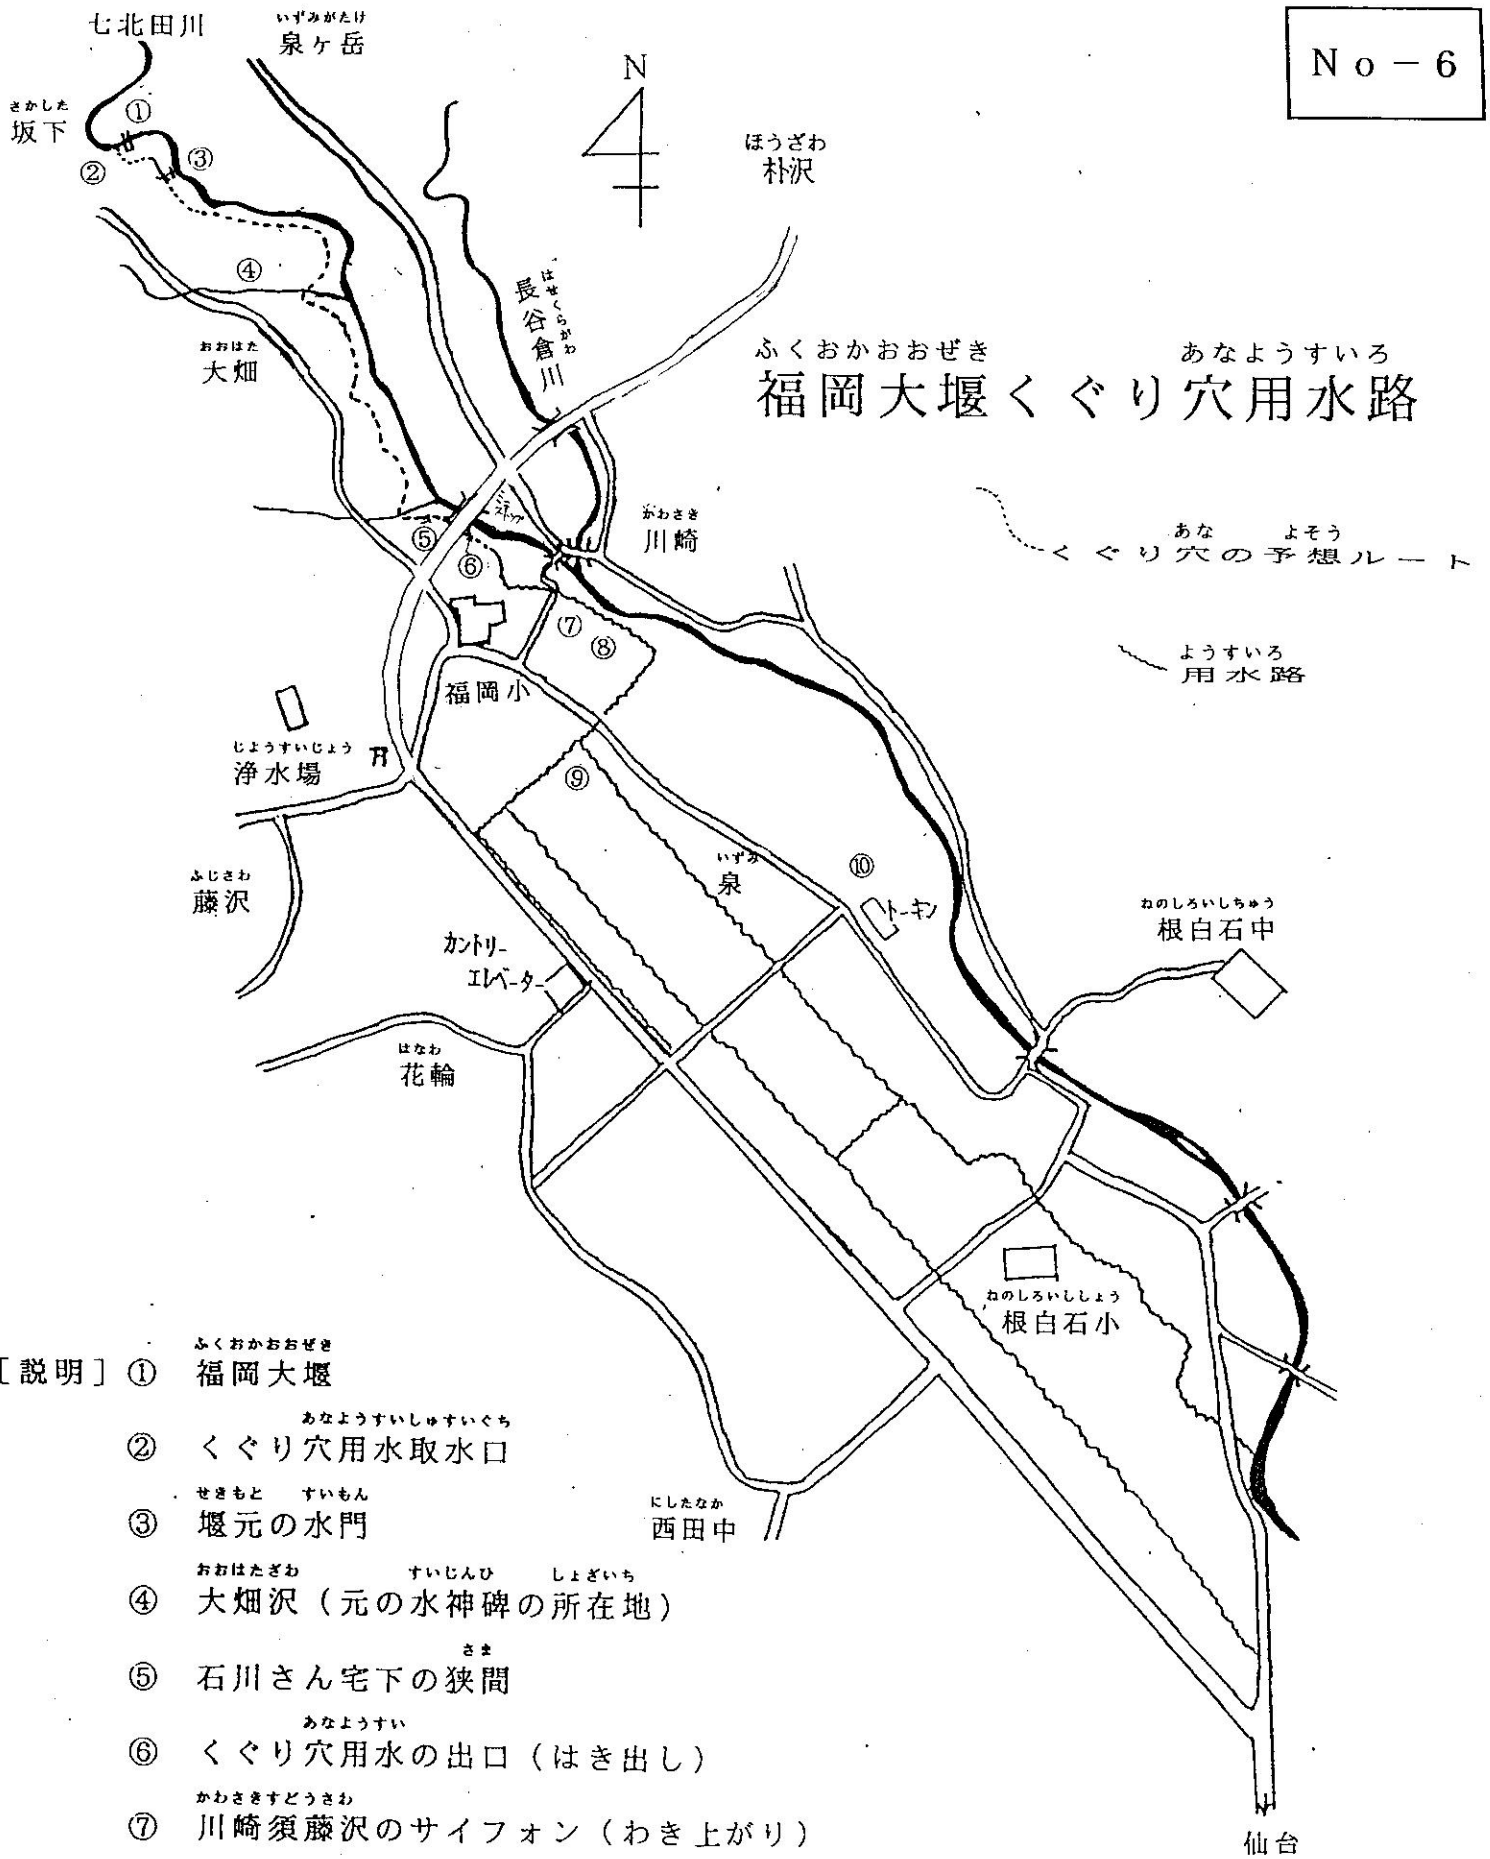 No－6
七北田川
いずみがたけ
泉ヶ岳
N
さかした
坂下
①
②
③
ほうざわ
朴沢
④
はせくらがわ
長谷倉川
おおはた
大畑
ふくおかおおぜき　あなようすいろ
福岡大堰くぐり穴用水路
かわさき
川崎
⑤
⑥
あな　よそう
くぐり穴の予想ルート
⑦
⑧
ようすいろ
用水路
福岡小
じようすいじょう
浄水場
⑨
いずみ
泉
⑩
トーキン
ふじさわ
藤沢
ねのしろいしちゅう
根白石中
カントリー
エレベーター
はなわ
花輪
ねのしろいししょう
根白石小
にしたなか
西田中
仙台
ふくおかおおぜき
［説明］① 福岡大堰
あなようすいしゅすいぐち
② くぐり穴用水取水口
せきもと　すいもん
③ 堰元の水門
おおはたざわ　すいじんひ　しょざいち
④ 大畑沢（元の水神碑の所在地）
さま
⑤ 石川さん宅下の狭間
あなようすい
⑥ くぐり穴用水の出口（はき出し）
かわさきすどうさわ
⑦ 川崎須藤沢のサイフォン（わき上がり）